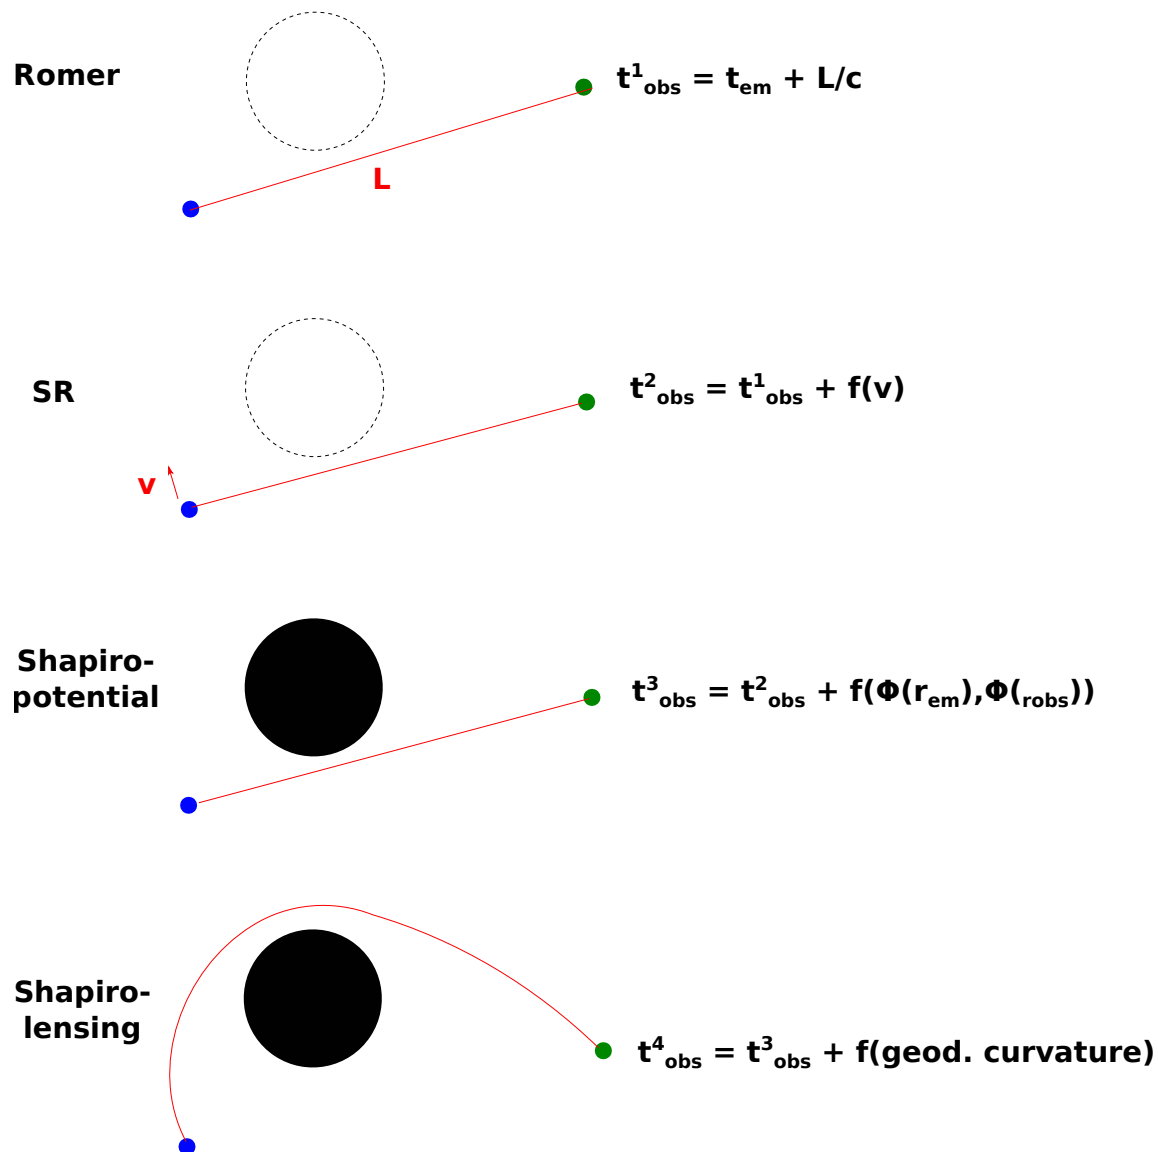 Romer
t¹obs = tem + L/c
L
SR
t²obs = t¹obs + f(v)
v
Shapiro-
potential
t³obs = t²obs + f(Φ(rem),Φ(robs))
Shapiro-
lensing
t⁴obs = t³obs + f(geod. curvature)